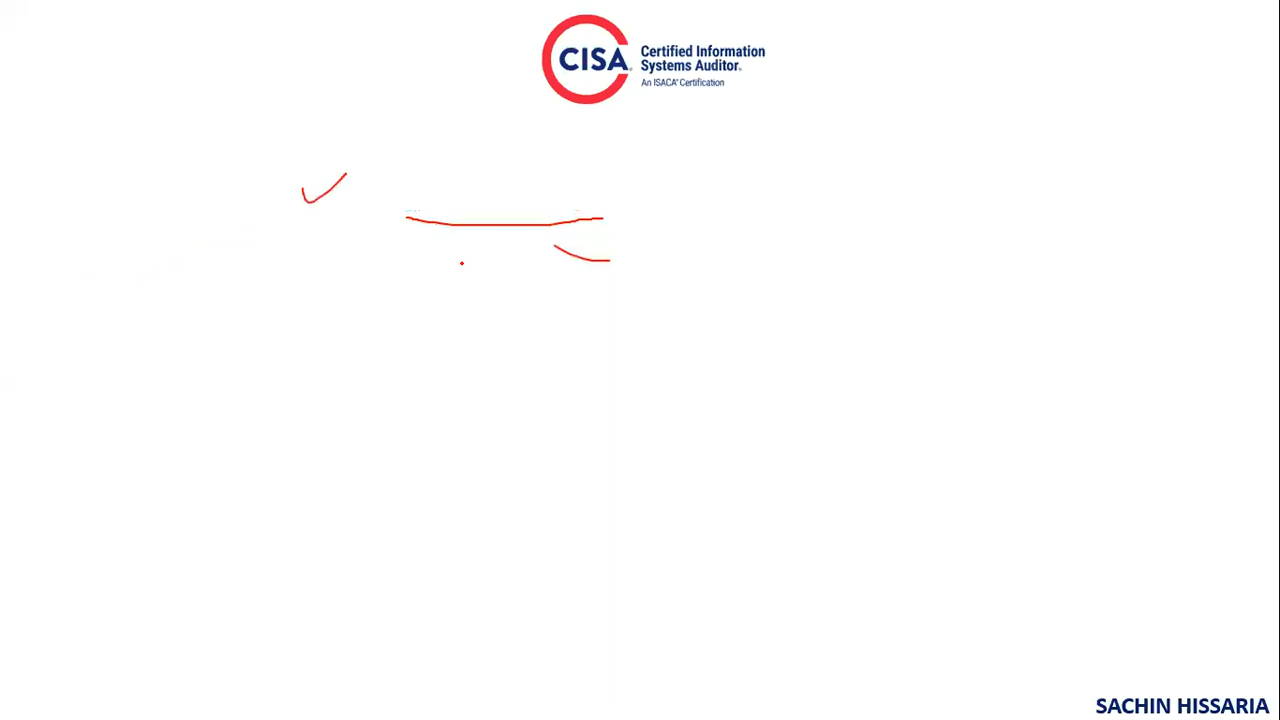 CISA
Certified Information
Systems Auditor®
An ISACA® Certification
SACHIN HISSARIA